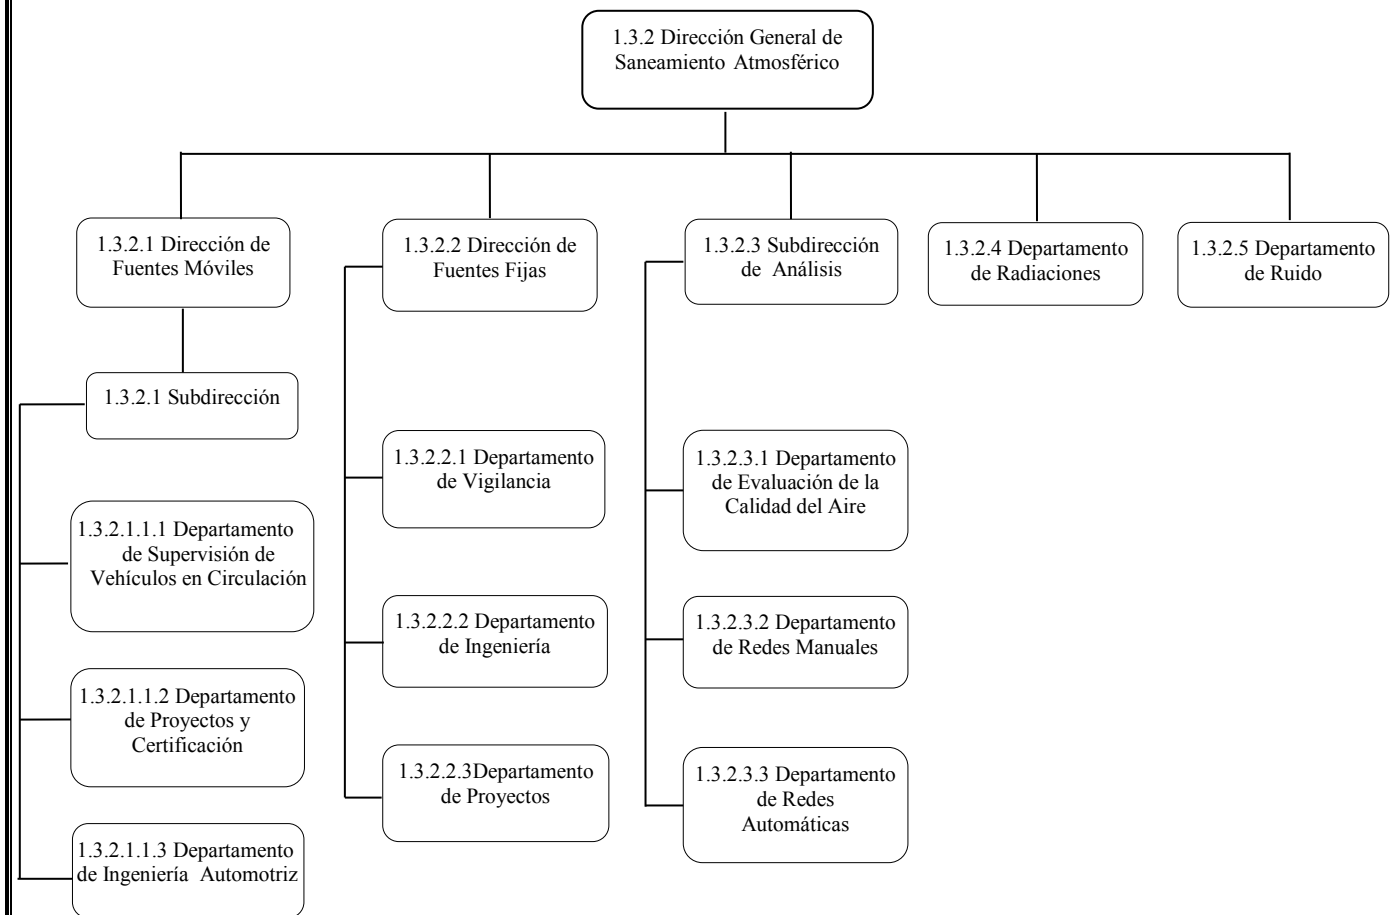 1.3.2 Dirección General de
Saneamiento Atmosférico
1.3.2.1 Dirección de
Fuentes Móviles
1.3.2.2 Dirección de
Fuentes Fijas
1.3.2.3 Subdirección
de Análisis
1.3.2.4 Departamento
de Radiaciones
1.3.2.5 Departamento
de Ruido
1.3.2.1 Subdirección
1.3.2.1.1.1 Departamento
de Supervisión de
Vehículos en Circulación
1.3.2.1.1.2 Departamento
de Proyectos y
Certificación
1.3.2.1.1.3 Departamento
de Ingeniería Automotriz
1.3.2.2.1 Departamento
de Vigilancia
1.3.2.2.2 Departamento
de Ingeniería
1.3.2.2.3Departamento
de Proyectos
1.3.2.3.1 Departamento
de Evaluación de la
Calidad del Aire
1.3.2.3.2 Departamento
de Redes Manuales
1.3.2.3.3 Departamento
de Redes
Automáticas